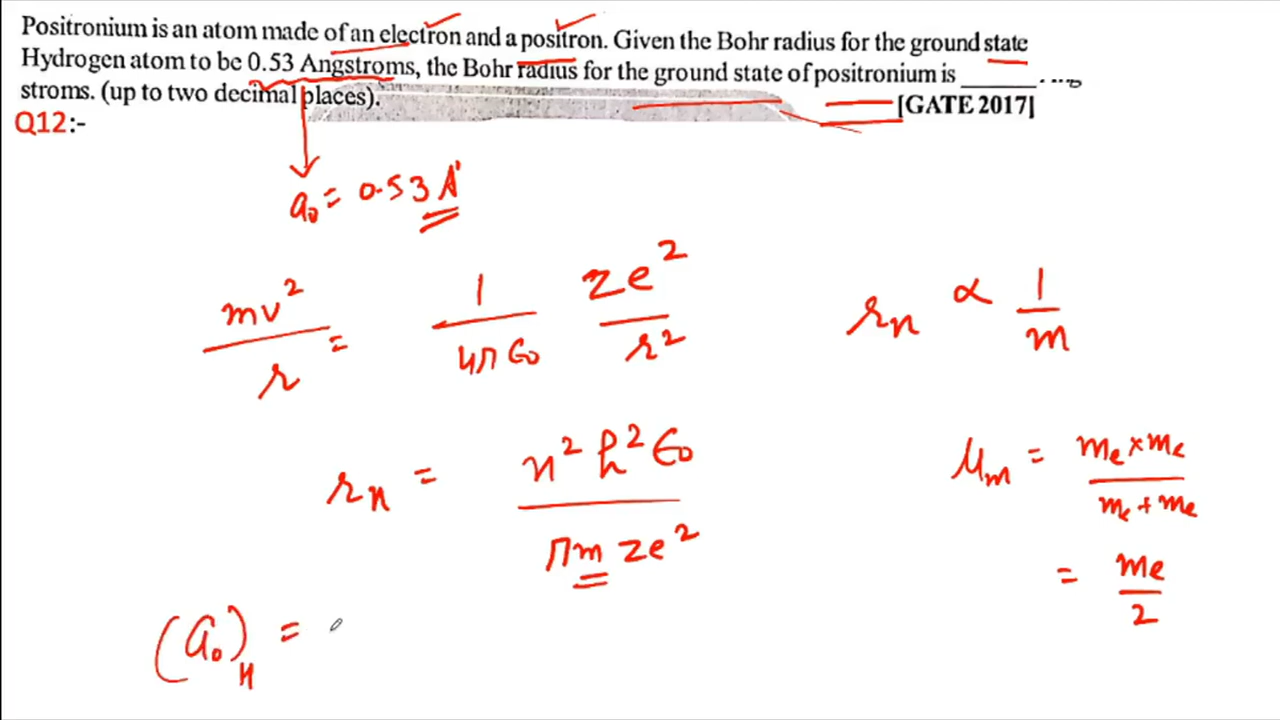 Positronium is an atom made of an electron and a positron. Given the Bohr radius for the ground state
Hydrogen atom to be 0.53 Angstroms, the Bohr radius for the ground state of positronium is ______
stroms. (up to two decimal places). [GATE 2017]
Q12:-
a₀ = 0.53 A°
mv²/r = 1/4πϵ₀ ze²/r²
rₙ ∝ 1/m
rₙ = n²h²ϵ₀/πmze²
μₘ = mₑ×mₑ/mₑ+mₑ
= mₑ/2
(a₀)H =